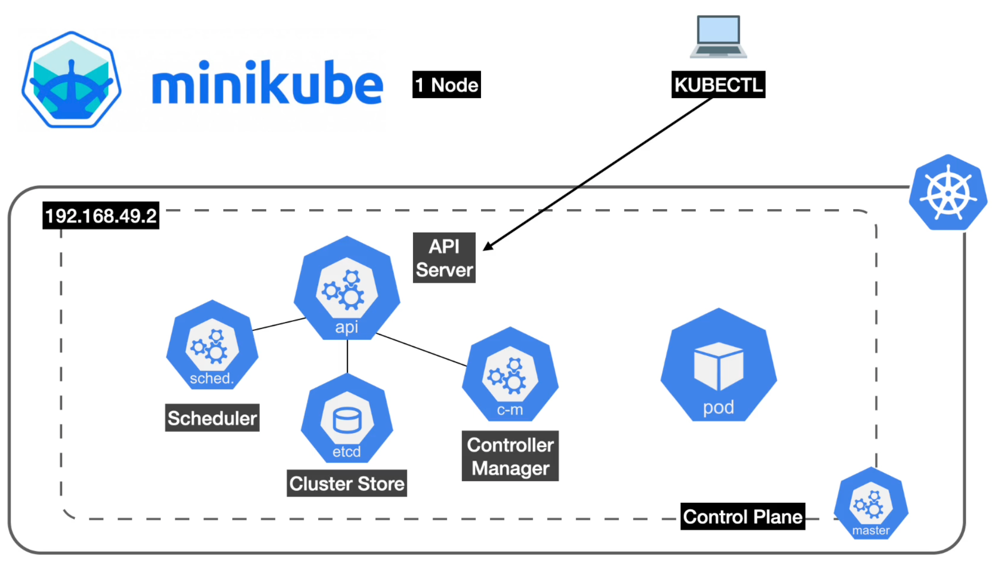 minikube
1 Node
KUBECTL
192.168.49.2
API
Server
api
sched.
Scheduler
etcd
Cluster Store
c-m
Controller
Manager
pod
Control Plane
master